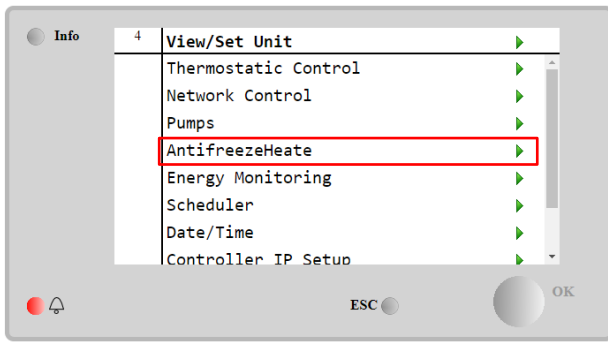 Info
4 View/Set Unit
Thermostatic Control
Network Control
Pumps
AntifreezeHeate
Energy Monitoring
Scheduler
Date/Time
Controller IP Setup
ESC
OK